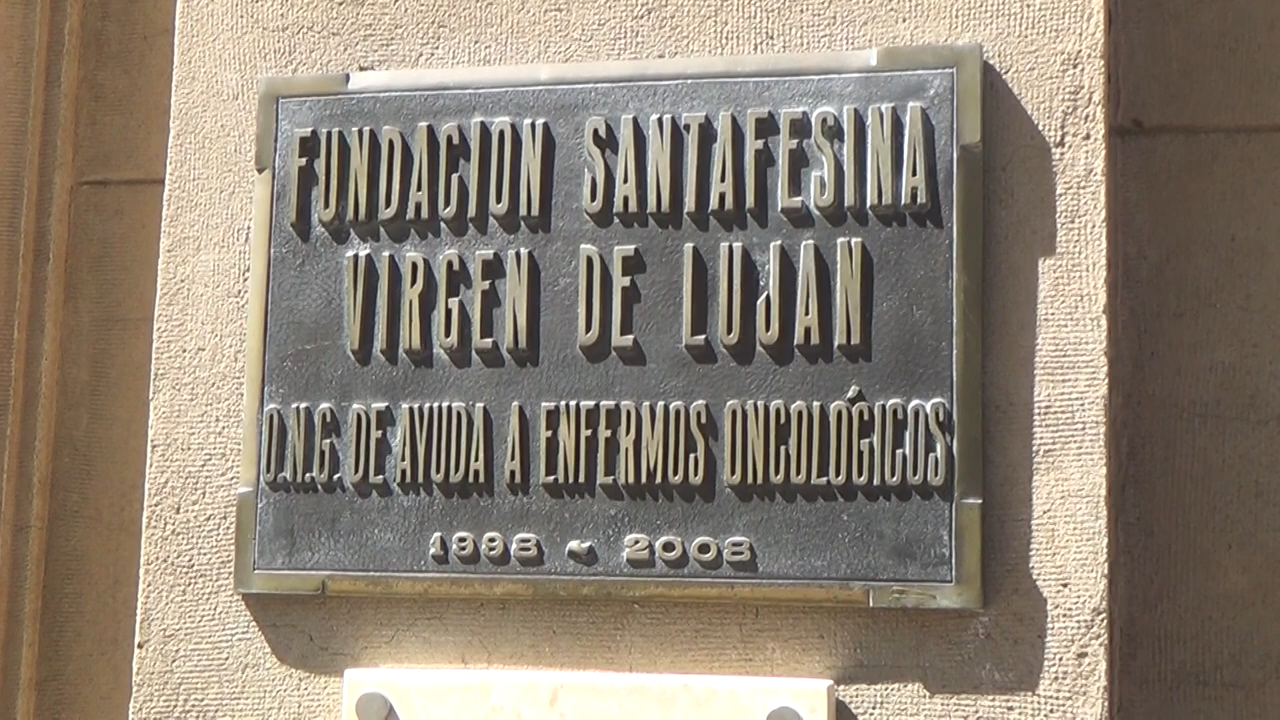 FUNDACION SANTAFESINA
VIRGEN DE LUJAN
O.N.G. DE AYUDA A ENFERMOS ONCOLÓGICOS
1998 - 2008